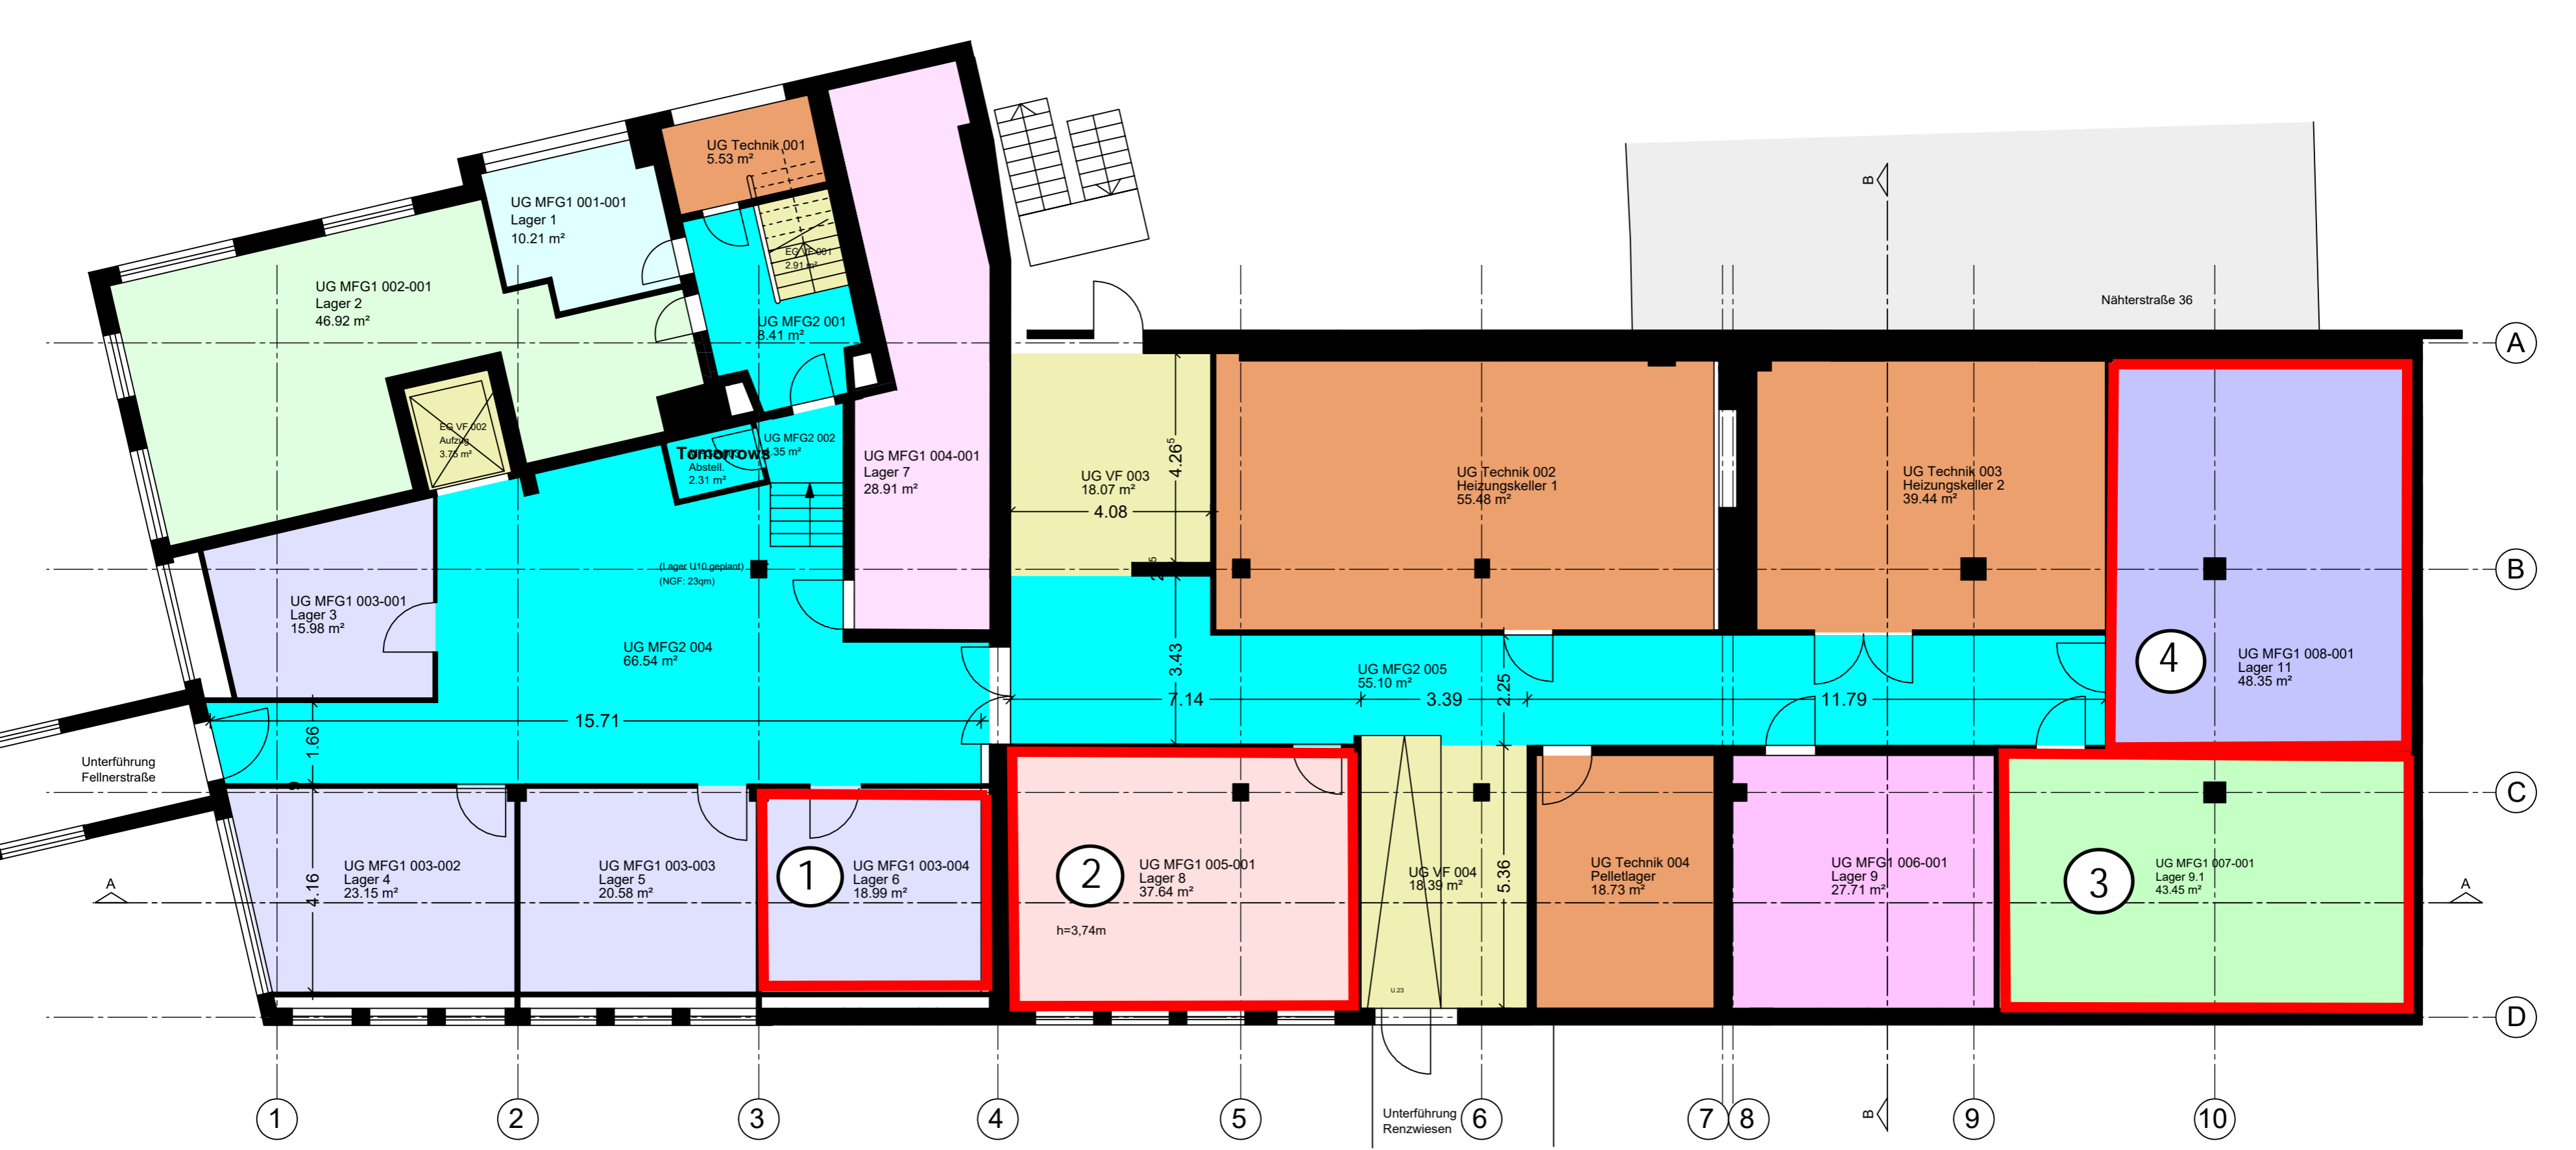 UG Technik 001
5.53 m²
UG MFG1 001-001
Lager 1
10.21 m²
EG VF 001
2.91 m²
UG MFG1 002-001
Lager 2
46.92 m²
UG MFG2 001
8.41 m²
EG VF 002
Aufzug
3.75 m²
UG MFG2 002
Tomorrows
Abstell.
2.31 m²
UG MFG1 004-001
Lager 7
28.91 m²
UG VF 003
18.07 m²
4.08
4.26⁵
UG Technik 002
Heizungskeller 1
55.48 m²
UG Technik 003
Heizungskeller 2
39.44 m²
Nähterstraße 36
B
A
B
C
D
(Lager U10 geplant)
(NGF: 23qm)
UG MFG1 003-001
Lager 3
15.98 m²
UG MFG2 004
66.54 m²
3.43
UG MFG2 005
55.10 m²
7.14
3.39
2.25
11.79
4
UG MFG1 008-001
Lager 11
48.35 m²
15.71
1.66
Unterführung
Fellnerstraße
A
4.16
UG MFG1 003-002
Lager 4
23.15 m²
UG MFG1 003-003
Lager 5
20.58 m²
1
UG MFG1 003-004
Lager 6
18.99 m²
2
UG MFG1 005-001
Lager 8
37.64 m²
h=3,74m
UG VF 004
18.39 m²
5.36
U.23
UG Technik 004
Pelletlager
18.73 m²
UG MFG1 006-001
Lager 9
27.71 m²
3
UG MFG1 007-001
Lager 9.1
43.45 m²
A
Unterführung
Renzwiesen
B
1
2
3
4
5
6
7
8
9
10